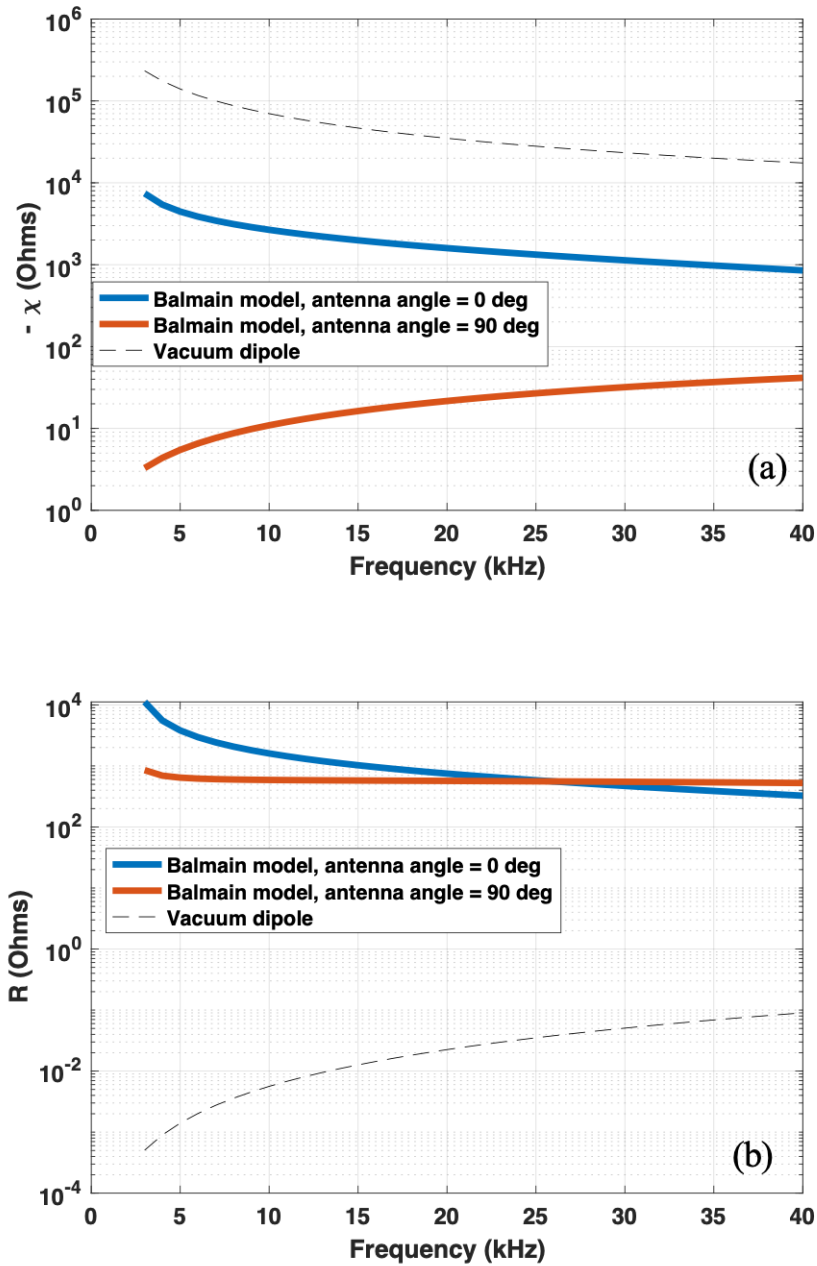 10^6
10^5
10^4
10^3
10^2
10^1
10^0
- χ (Ohms)
Balmain model, antenna angle = 0 deg
Balmain model, antenna angle = 90 deg
Vacuum dipole
(a)
0 5 10 15 20 25 30 35 40
Frequency (kHz)
10^4
10^2
10^0
10^-2
10^-4
R (Ohms)
Balmain model, antenna angle = 0 deg
Balmain model, antenna angle = 90 deg
Vacuum dipole
(b)
0 5 10 15 20 25 30 35 40
Frequency (kHz)